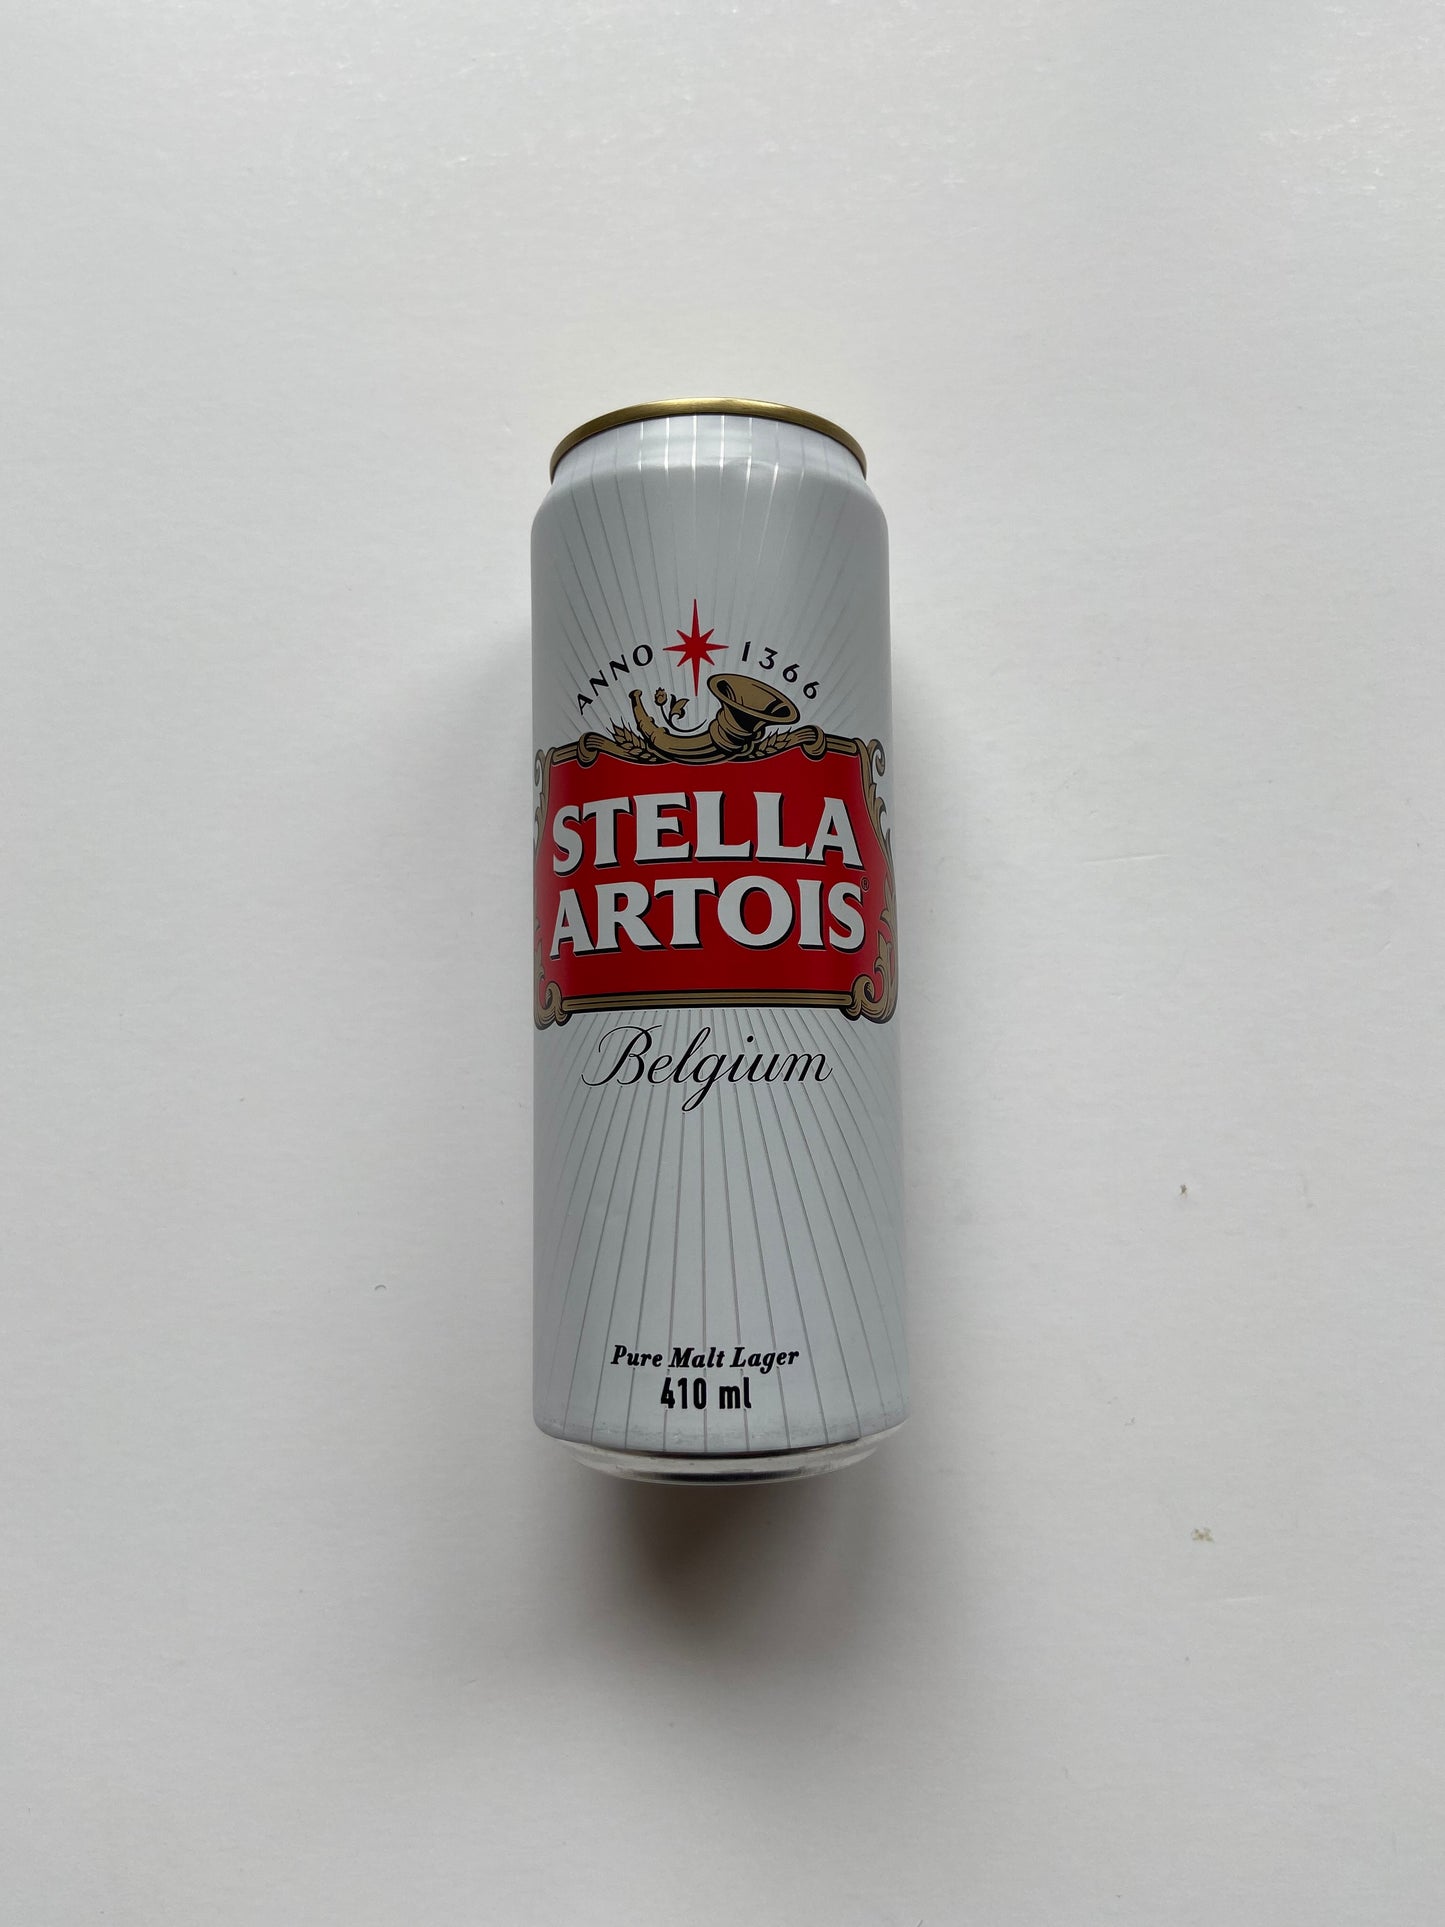 ANNO 1366
STELLA
ARTOIS®
Belgium
Pure Malt Lager
410 ml